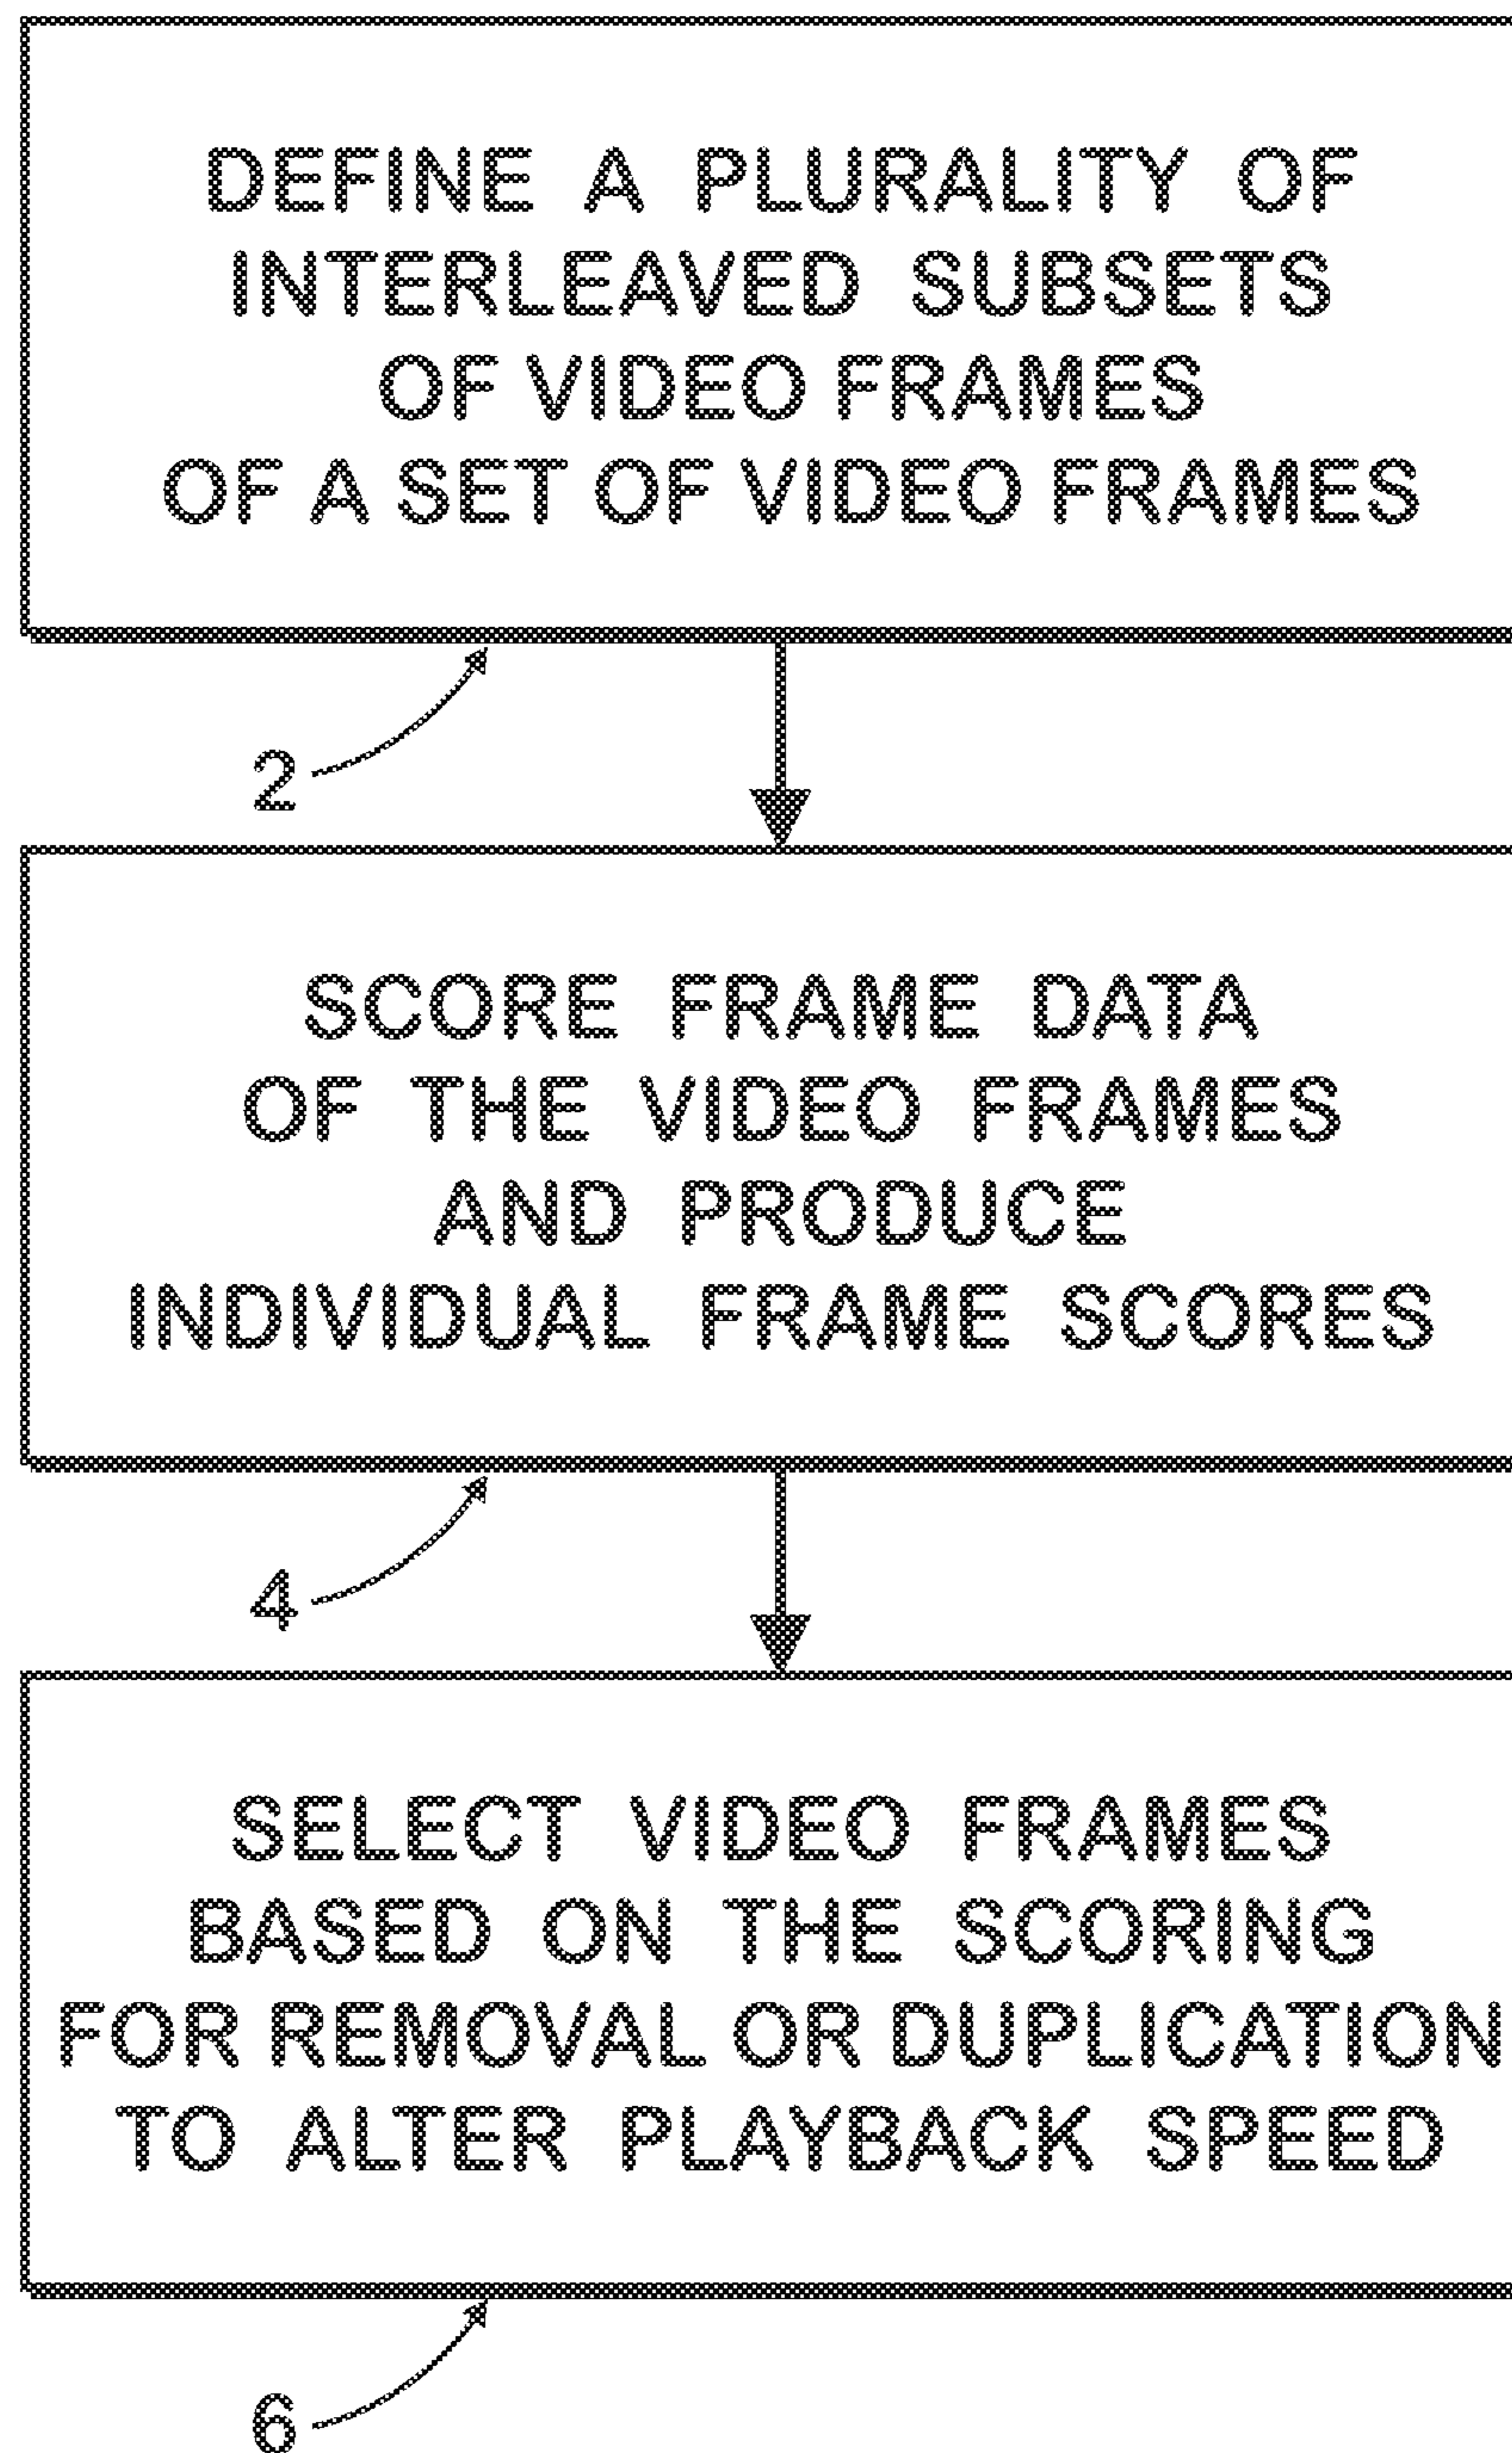 DEFINE A PLURALITY OF
INTERLEAVED SUBSETS
OF VIDEO FRAMES
OF A SET OF VIDEO FRAMES
2
SCORE FRAME DATA
OF THE VIDEO FRAMES
AND PRODUCE
INDIVIDUAL FRAME SCORES
4
SELECT VIDEO FRAMES
BASED ON THE SCORING
FOR REMOVAL OR DUPLICATION
TO ALTER PLAYBACK SPEED
6